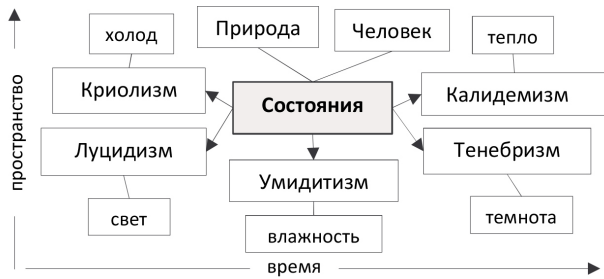 холод
Природа
Человек
тепло
Криолизм
Состояния
Калидемизм
пространство
Луцидизм
Тенебризм
Умидитизм
свет
темнота
влажность
время